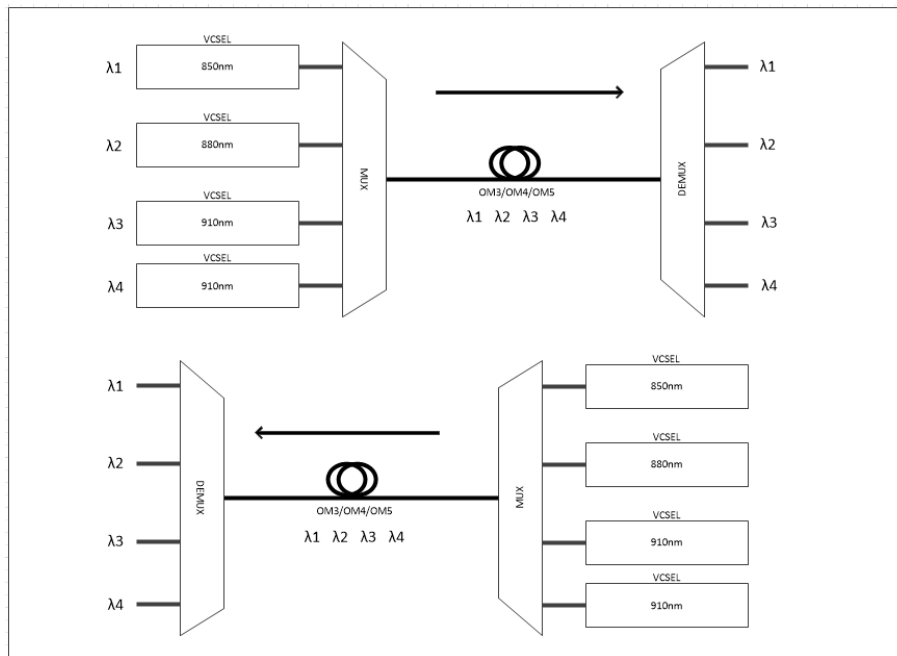 VCSEL
λ1 850nm λ1
VCSEL
λ2 880nm λ2
MUX
DEMUX
OM3/OM4/OM5
λ1 λ2 λ3 λ4
VCSEL
λ3 910nm λ3
VCSEL
λ4 910nm λ4
VCSEL
λ1 850nm
VCSEL
λ2 880nm
DEMUX
MUX
OM3/OM4/OM5
λ1 λ2 λ3 λ4
VCSEL
λ3 910nm
VCSEL
λ4 910nm